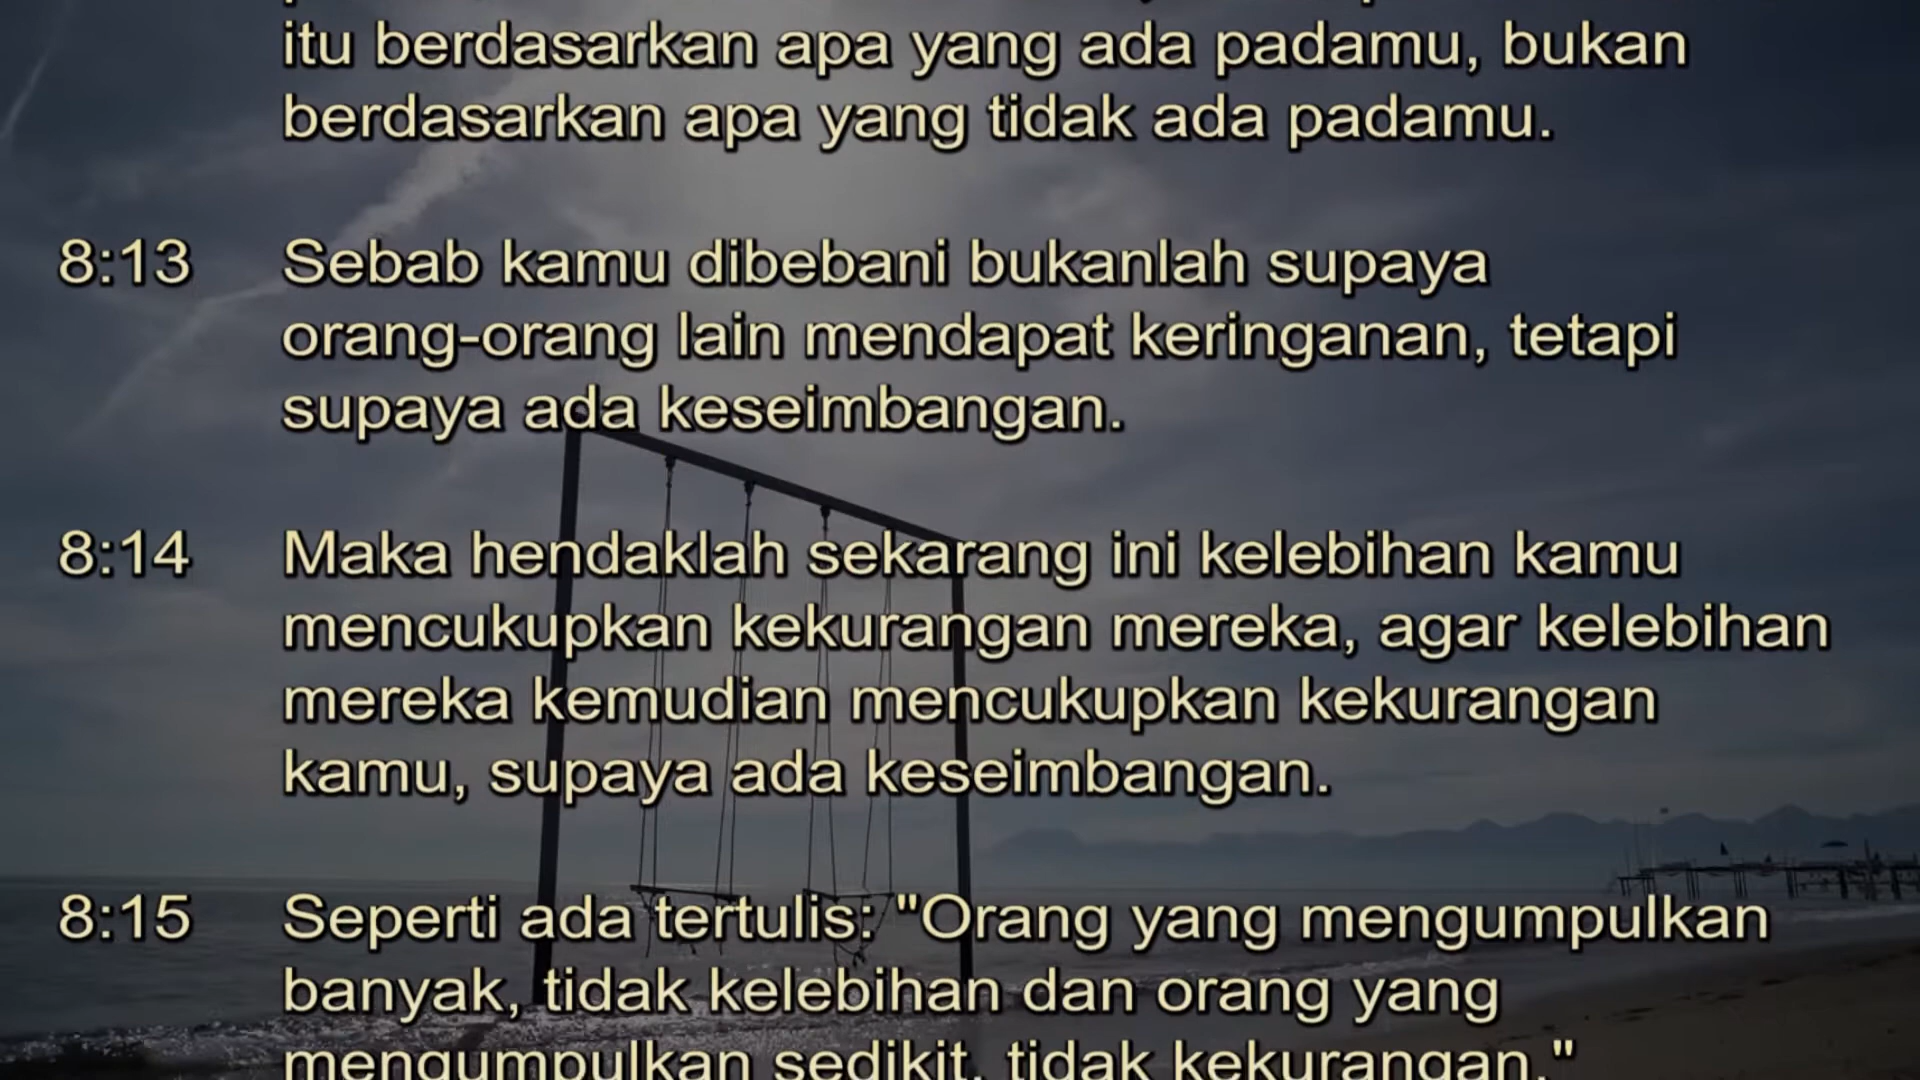 itu berdasarkan apa yang ada padamu, bukan
berdasarkan apa yang tidak ada padamu.
8:13 Sebab kamu dibebani bukanlah supaya
orang-orang lain mendapat keringanan, tetapi
supaya ada keseimbangan.
8:14 Maka hendaklah sekarang ini kelebihan kamu
mencukupkan kekurangan mereka, agar kelebihan
mereka kemudian mencukupkan kekurangan
kamu, supaya ada keseimbangan.
8:15 Seperti ada tertulis: "Orang yang mengumpulkan
banyak, tidak kelebihan dan orang yang
mengumpulkan sedikit, tidak kekurangan."